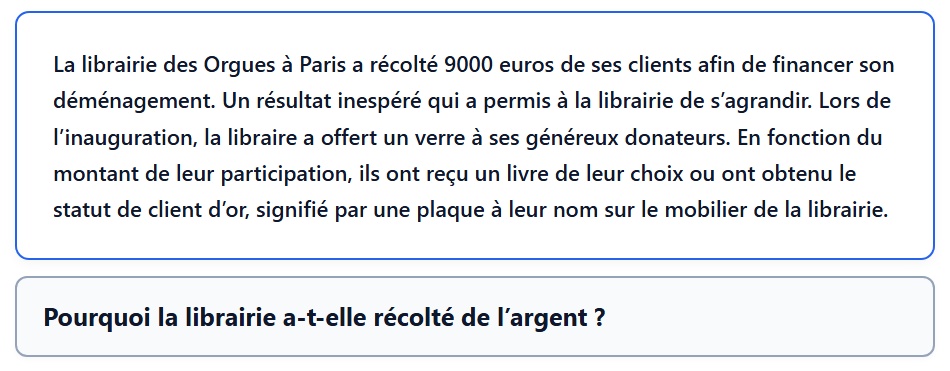 La librairie des Orgues à Paris a récolté 9000 euros de ses clients afin de financer son
déménagement. Un résultat inespéré qui a permis à la librairie de s’agrandir. Lors de
l’inauguration, la libraire a offert un verre à ses généreux donateurs. En fonction du
montant de leur participation, ils ont reçu un livre de leur choix ou ont obtenu le
statut de client d’or, signifié par une plaque à leur nom sur le mobilier de la librairie.
Pourquoi la librairie a-t-elle récolté de l’argent ?